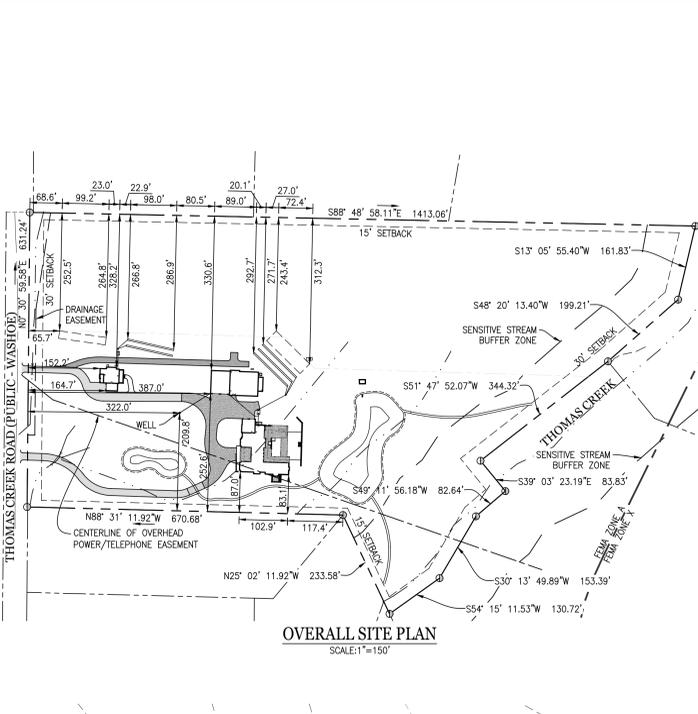 23.0'
22.9'
20.1'
27.0'
68.6'
99.2'
98.0'
80.5'
89.0'
72.4'
S88° 48' 58.11"E 1413.06'
15' SETBACK
631.24'
N0° 30' 59.58"E
30' SETBACK
252.5'
264.8'
328.2'
266.8'
286.9'
330.6'
292.7'
271.7'
243.4'
312.3'
S13° 05' 55.40"W 161.83'
S48° 20' 13.40"W 199.21'
DRAINAGE
EASEMENT
65.7'
SENSITIVE STREAM
BUFFER ZONE
30' SETBACK
152.2'
164.7'
387.0'
322.0'
S51° 47' 52.07"W 344.32'
THOMAS CREEK
WELL
209.8'
252.6'
THOMAS CREEK ROAD (PUBLIC - WASHOE)
SENSITIVE STREAM
BUFFER ZONE
S39° 03' 23.19"E 83.83'
87.0'
83.1'
S49° 11' 56.18"W 82.64'
N88° 31' 11.92"W 670.68'
102.9'
117.4'
15' SETBACK
CENTERLINE OF OVERHEAD
POWER/TELEPHONE EASEMENT
FEMA ZONE A
FEMA ZONE X
N25° 02' 11.92"W 233.58'
S30° 13' 49.89"W 153.39'
S54° 15' 11.53"W 130.72'
OVERALL SITE PLAN
SCALE:1"=150'